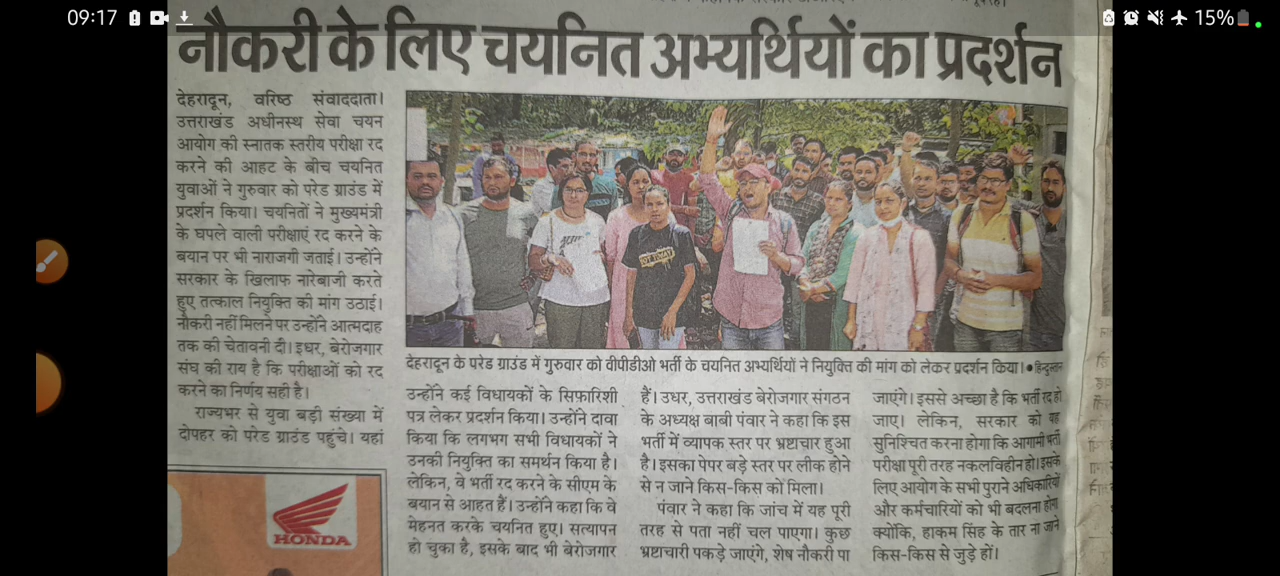 09:17
15%
नौकरी के लिए चयनित अभ्यर्थियों का प्रदर्शन
देहरादून, वरिष्ठ संवाददाता।
उत्तराखंड अधीनस्थ सेवा चयन
आयोग की स्नातक स्तरीय परीक्षा रद
करने की आहट के बीच चयनित
युवाओं ने गुरुवार को परेड ग्राउंड में
प्रदर्शन किया। चयनितों ने मुख्यमंत्री
के घपले वाली परीक्षाएं रद करने के
बयान पर भी नाराजगी जताई। उन्होंने
सरकार के खिलाफ नारेबाजी करते
हुए तत्काल नियुक्ति की मांग उठाई।
नौकरी नहीं मिलने पर उन्होंने आत्मदाह
तक की चेतावनी दी। इधर, बेरोजगार
संघ की राय है कि परीक्षाओं को रद
करने का निर्णय सही है।
राज्यभर से युवा बड़ी संख्या में
दोपहर को परेड ग्राउंड पहुंचे। यहां
NOT TODAY
देहरादून के परेड ग्राउंड में गुरुवार को वीपीडीओ भर्ती के चयनित अभ्यर्थियों ने नियुक्ति की मांग को लेकर प्रदर्शन किया। ● हिन्दुस्तान
उन्होंने कई विधायकों के सिफ़ारिशी
पत्र लेकर प्रदर्शन किया। उन्होंने दावा
किया कि लगभग सभी विधायकों ने
उनकी नियुक्ति का समर्थन किया है।
लेकिन, वे भर्ती रद करने के सीएम के
बयान से आहत हैं। उन्होंने कहा कि वे
मेहनत करके चयनित हुए। सत्यापन
हो चुका है, इसके बाद भी बेरोजगार
हैं। उधर, उत्तराखंड बेरोजगार संगठन
के अध्यक्ष बाबी पंवार ने कहा कि इस
भर्ती में व्यापक स्तर पर भ्रष्टाचार हुआ
है। इसका पेपर बड़े स्तर पर लीक होने
से न जाने किस-किस को मिला।
पंवार ने कहा कि जांच में यह पूरी
तरह से पता नहीं चल पाएगा। कुछ
भ्रष्टाचारी पकड़े जाएंगे, शेष नौकरी पा
जाएंगे। इससे अच्छा है कि भर्ती रद हो
जाए। लेकिन, सरकार को यह
सुनिश्चित करना होगा कि आगामी भर्ती
परीक्षा पूरी तरह नकलविहीन हो। इसके
लिए आयोग के सभी पुराने अधिकारियों
और कर्मचारियों को भी बदलना होगा
क्योंकि, हाकम सिंह के तार ना जाने
किस-किस से जुड़े हों।
HONDA